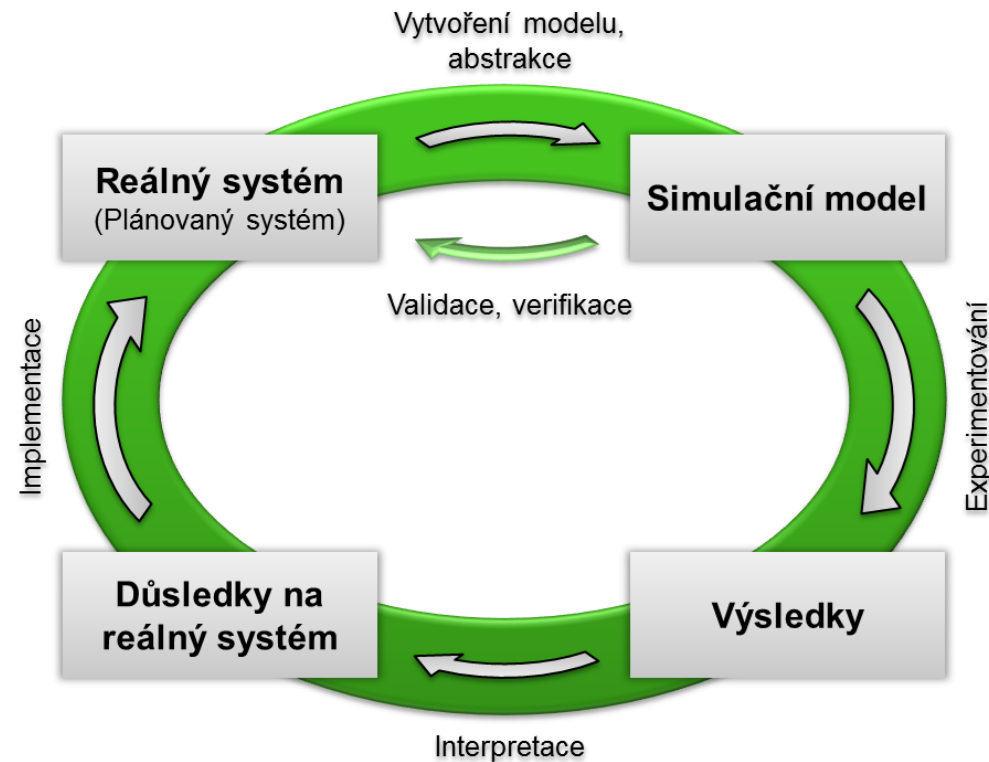 Vytvoření modelu,
abstrakce
Reálný systém
(Plánovaný systém)
Simulační model
Validace, verifikace
Implementace
Experimentování
Důsledky na
reálný systém
Výsledky
Interpretace